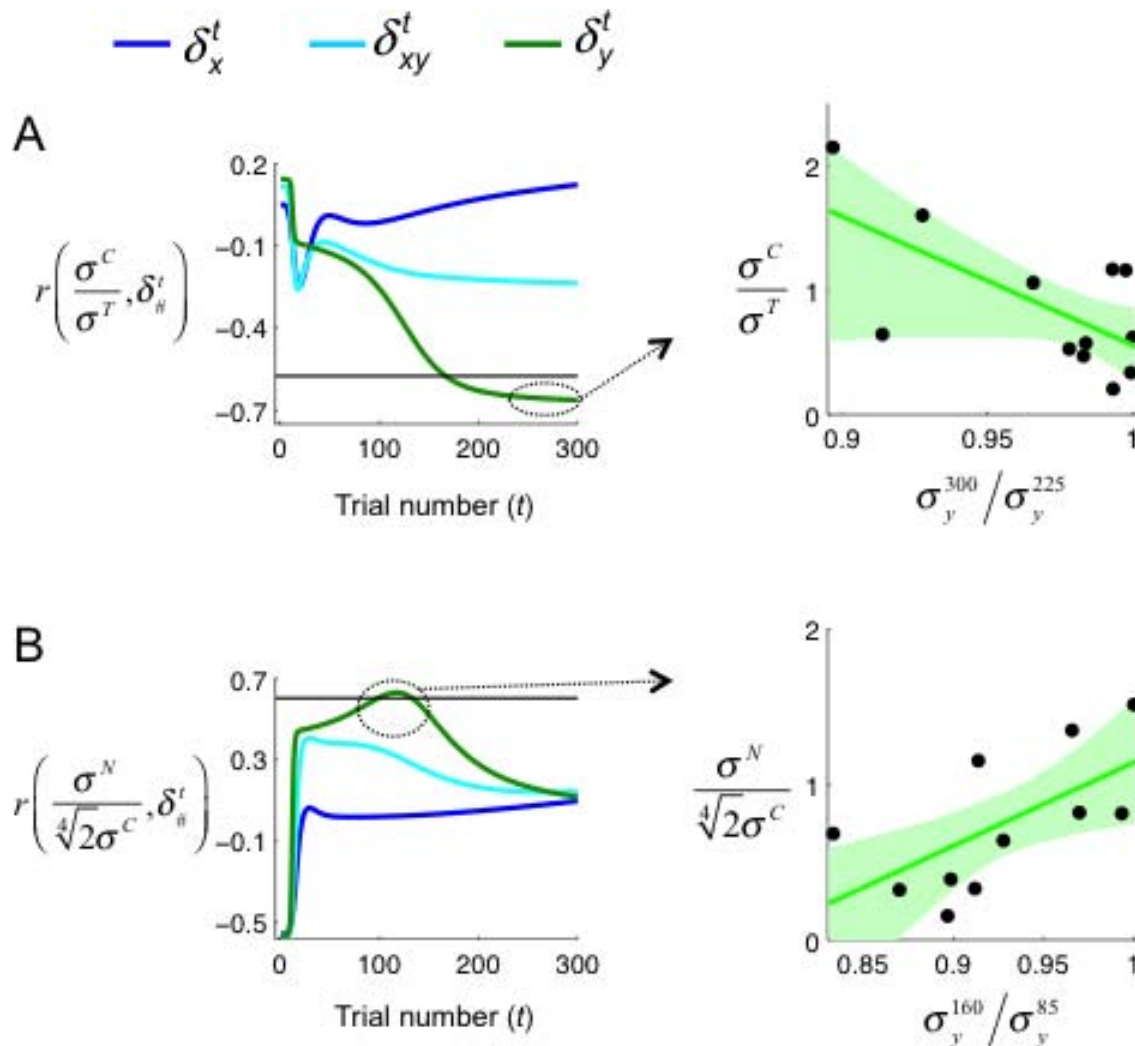 δ_x^t δ_xy^t δ_y^t
A
r(σ^C/σ^T, δ_#^t)
0.2
−0.1
−0.4
−0.7
0 100 200 300
Trial number (t)
σ^C/σ^T
2
1
0
0.9 0.95 1
σ_y^300/σ_y^225
B
r(σ^N/∜2σ^C, δ_#^t)
0.7
0.3
−0.1
−0.5
0 100 200 300
Trial number (t)
σ^N/∜2σ^C
2
1
0
0.85 0.9 0.95 1
σ_y^160/σ_y^85